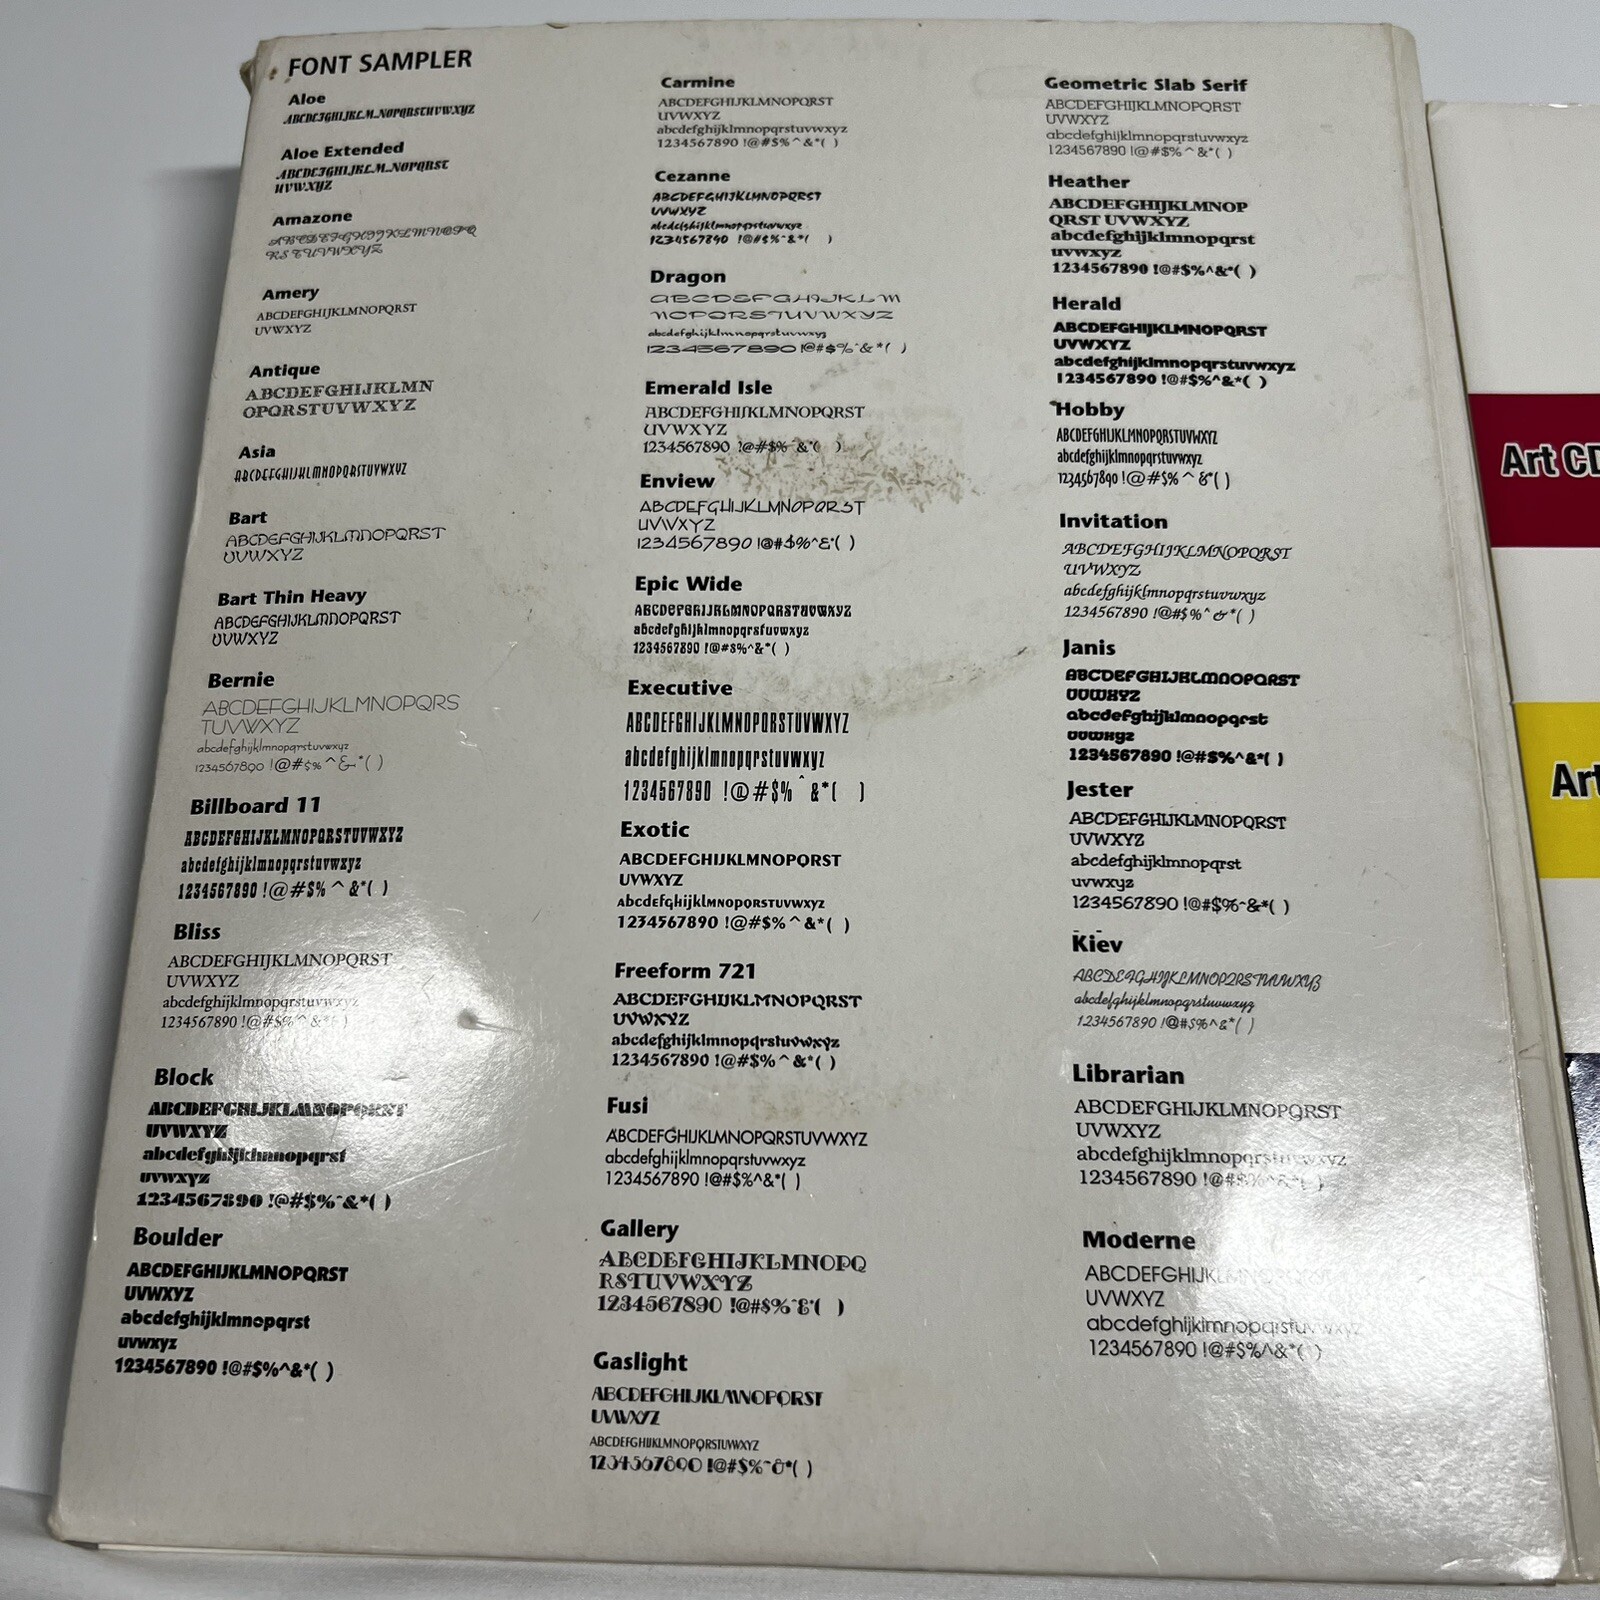 FONT SAMPLER
Aloe
ABCDEFGHIJKLMNOPQRSTUVWXYZ
Aloe Extended
ABCDEFGHIJKLMNOPQRST
UVWXYZ
Amazone
ABCDEFGHIJKLMNOPQ
RSTUVWXYZ
Amery
ABCDEFGHIJKLMNOPQRST
UVWXYZ
Antique
ABCDEFGHIJKLMN
OPQRSTUVWXYZ
Asia
ABCDEFGHIJKLMNOPQRSTUVWXYZ
Bart
ABCDEFGHIJKLMNOPQRST
UVWXYZ
Bart Thin Heavy
ABCDEFGHIJKLMNOPQRST
UVWXYZ
Bernie
ABCDEFGHIJKLMNOPQRS
TUVWXYZ
abcdefghijklmnopqrstuvwxyz
1234567890 !@#$%^&*( )
Billboard 11
ABCDEFGHIJKLMNOPQRSTUVWXYZ
abcdefghijklmnopqrstuvwxyz
1234567890 !@#$%^&*( )
Bliss
ABCDEFGHIJKLMNOPQRST
UVWXYZ
abcdefghijklmnopqrstuvwxyz
1234567890 !@#$%^&*( )
Block
ABCDEFGHIJKLMNOPQRST
UVWXYZ
abcdefghijklmnopqrst
uvwxyz
1234567890 !@#$%^&*( )
Boulder
ABCDEFGHIJKLMNOPQRST
UVWXYZ
abcdefghijklmnopqrst
uvwxyz
1234567890 !@#$%^&*( )
Carmine
ABCDEFGHIJKLMNOPQRST
UVWXYZ
abcdefghijklmnopqrstuvwxyz
1234567890 !@#$%^&*( )
Cezanne
ABCDEFGHIJKLMNOPQRST
UVWXYZ
abcdefghijklmnopqrstuvwxyz
1234567890 !@#$%^&*( )
Dragon
ABCDEFGHIJKLM
NOPQRSTUVWXYZ
abcdefghijklmnopqrstuvwxyz
1234567890 !@#$%^&*( )
Emerald Isle
ABCDEFGHIJKLMNOPQRST
UVWXYZ
1234567890 !@#$%^&*( )
Enview
ABCDEFGHIJKLMNOPQRST
UVWXYZ
1234567890 !@#$%^&*( )
Epic Wide
ABCDEFGHIJKLMNOPQRSTUVWXYZ
abcdefghijklmnopqrstuvwxyz
1234567890 !@#$%^&*( )
Executive
ABCDEFGHIJKLMNOPQRSTUVWXYZ
abcdefghijklmnopqrstuvwxyz
1234567890 !@#$%^&*( )
Exotic
ABCDEFGHIJKLMNOPQRST
UVWXYZ
abcdefghijklmnopqrstuvwxyz
1234567890 !@#$%^&*( )
Freeform 721
ABCDEFGHIJKLMNOPQRST
UVWXYZ
abcdefghijklmnopqrstuvwxyz
1234567890 !@#$%^&*( )
Fusi
ABCDEFGHIJKLMNOPQRSTUVWXYZ
abcdefghijklmnopqrstuvwxyz
1234567890 !@#$%^&*( )
Gallery
ABCDEFGHIJKLMNOPQ
RSTUVWXYZ
1234567890 !@#$%^&*( )
Gaslight
ABCDEFGHIJKLMNOPQRST
UVWXYZ
ABCDEFGHIJKLMNOPQRSTUVWXYZ
1234567890 !@#$%^&*( )
Geometric Slab Serif
ABCDEFGHIJKLMNOPQRST
UVWXYZ
abcdefghijklmnopqrstuvwxyz
1234567890 !@#$%^&*( )
Heather
ABCDEFGHIJKLMNOP
QRST UVWXYZ
abcdefghijklmnopqrst
uvwxyz
1234567890 !@#$%^&*( )
Herald
ABCDEFGHIJKLMNOPQRST
UVWXYZ
abcdefghijklmnopqrstuvwxyz
1234567890 !@#$%^&*( )
Hobby
ABCDEFGHIJKLMNOPQRSTUVWXYZ
abcdefghijklmnopqrstuvwxyz
1234567890 !@#$%^&*( )
Invitation
ABCDEFGHIJKLMNOPQRST
UVWXYZ
abcdefghijklmnopqrstuvwxyz
1234567890 !@#$%^&*( )
Janis
ABCDEFGHIJKLMNOPQRST
UVWXYZ
abcdefghijklmnopqrst
uvwxyz
1234567890 !@#$%^&*( )
Jester
ABCDEFGHIJKLMNOPQRST
UVWXYZ
abcdefghijklmnopqrst
uvwxyz
1234567890 !@#$%^&*( )
Kiev
ABCDEFGHIJKLMNOPQRSTUVWXYZ
abcdefghijklmnopqrstuvwxyz
1234567890 !@#$%^&*( )
Librarian
ABCDEFGHIJKLMNOPQRST
UVWXYZ
abcdefghijklmnopqrstuvwxyz
1234567890 !@#$%^&*( )
Moderne
ABCDEFGHIJKLMNOPQRST
UVWXYZ
abcdefghijklmnopqrstuvwxyz
1234567890 !@#$%^&*( )
Art CD
Art